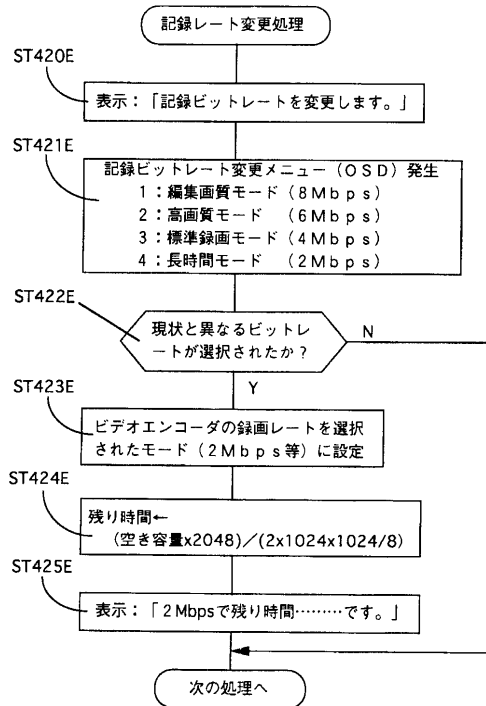 記録レート変更処理
ST420E
表示：「記録ビットレートを変更します。」
ST421E
記録ビットレート変更メニュー（OSD）発生
1：編集画質モード（8Mbps）
2：高画質モード　（6Mbps）
3：標準録画モード（4Mbps）
4：長時間モード　（2Mbps）
ST422E
現状と異なるビットレ
ートが選択されたか？
N
Y
ST423E
ビデオエンコーダの録画レートを選択
されたモード（2Mbps等）に設定
ST424E
残り時間←
（空き容量x2048）／（2x1024x1024/8）
ST425E
表示：「2Mbpsで残り時間………です。」
次の処理へ